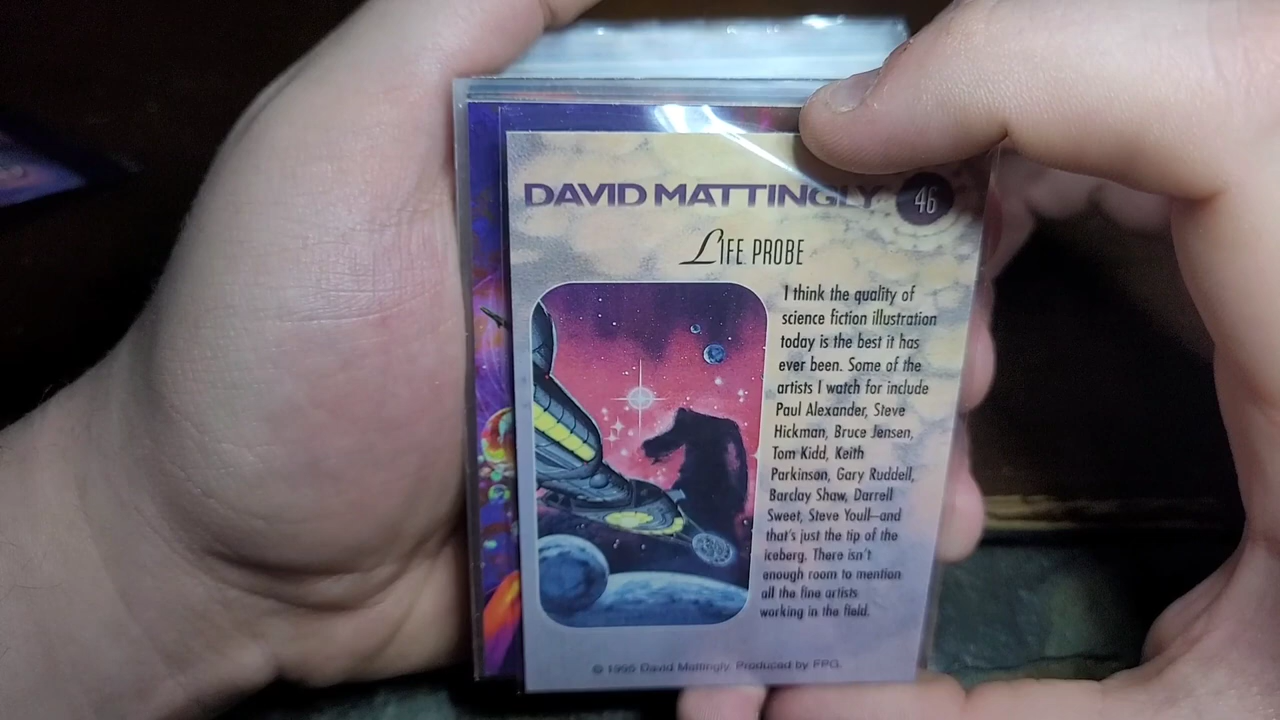 DAVID MATTINGLY
46
LIFE PROBE
I think the quality of
science fiction illustration
today is the best it has
ever been. Some of the
artists I watch for include
Paul Alexander, Steve
Hickman, Bruce Jensen,
Tom Kidd, Keith
Parkinson, Gary Ruddell,
Barclay Shaw, Darrell
Sweet, Steve Youll—and
that's just the tip of the
iceberg. There isn't
enough room to mention
all the fine artists
working in the field.
© 1995 David Mattingly. Produced by FPG.